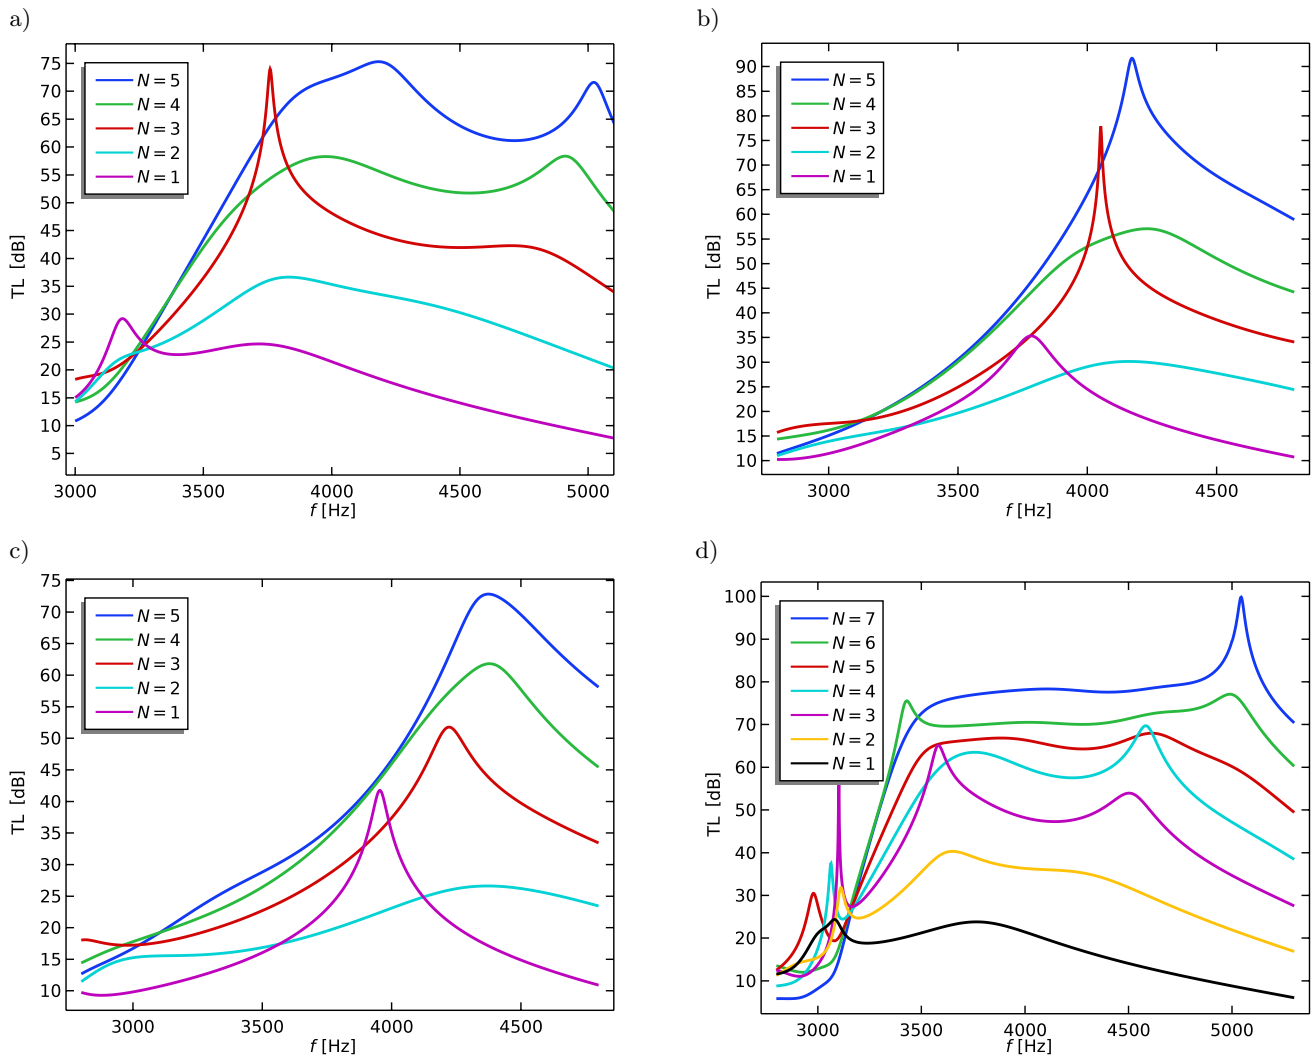 a)
75
70
65
60
55
50
45
40
35
30
25
20
15
10
5
TL [dB]
N = 5
N = 4
N = 3
N = 2
N = 1
3000 3500 4000 4500 5000
f [Hz]
b)
90
85
80
75
70
65
60
55
50
45
40
35
30
25
20
15
10
TL [dB]
N = 5
N = 4
N = 3
N = 2
N = 1
3000 3500 4000 4500
f [Hz]
c)
75
70
65
60
55
50
45
40
35
30
25
20
15
10
TL [dB]
N = 5
N = 4
N = 3
N = 2
N = 1
3000 3500 4000 4500
f [Hz]
d)
100
90
80
70
60
50
40
30
20
10
TL [dB]
N = 7
N = 6
N = 5
N = 4
N = 3
N = 2
N = 1
3000 3500 4000 4500 5000
f [Hz]